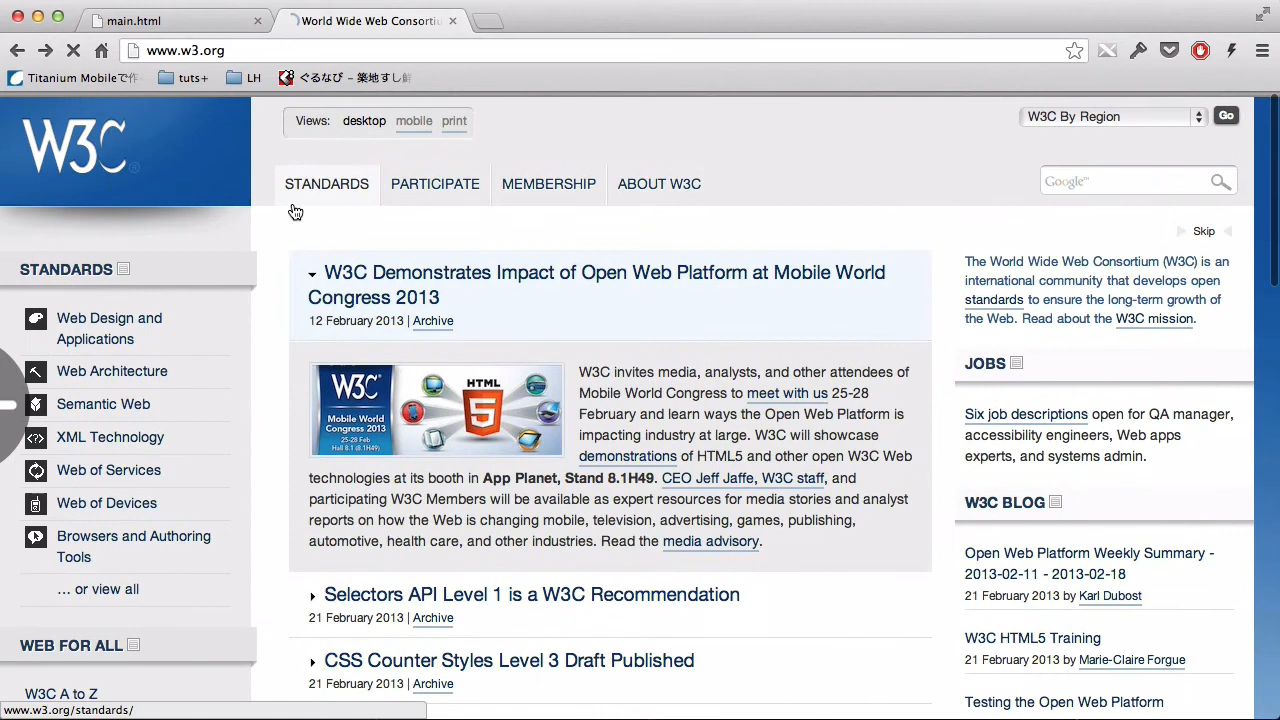 main.html
World Wide Web Consortiu
www.w3.org
Titanium Mobileで作
tuts+
LH
ぐるなび - 築地すし鮮
W3C
Views: desktop mobile print
W3C By Region
Go
STANDARDS
PARTICIPATE
MEMBERSHIP
ABOUT W3C
Google™
Skip
STANDARDS
Web Design and
Applications
Web Architecture
Semantic Web
XML Technology
Web of Services
Web of Devices
Browsers and Authoring
Tools
… or view all
WEB FOR ALL
W3C A to Z
www.w3.org/standards/
W3C Demonstrates Impact of Open Web Platform at Mobile World
Congress 2013
12 February 2013 | Archive
W3C
Mobile World
Congress 2013
25-28 Feb
Hall 8.1 (8.1H49)
HTML
5
W3C invites media, analysts, and other attendees of
Mobile World Congress to meet with us 25-28
February and learn ways the Open Web Platform is
impacting industry at large. W3C will showcase
demonstrations of HTML5 and other open W3C Web
technologies at its booth in App Planet, Stand 8.1H49. CEO Jeff Jaffe, W3C staff, and
participating W3C Members will be available as expert resources for media stories and analyst
reports on how the Web is changing mobile, television, advertising, games, publishing,
automotive, health care, and other industries. Read the media advisory.
Selectors API Level 1 is a W3C Recommendation
21 February 2013 | Archive
CSS Counter Styles Level 3 Draft Published
21 February 2013 | Archive
The World Wide Web Consortium (W3C) is an
international community that develops open
standards to ensure the long-term growth of
the Web. Read about the W3C mission.
JOBS
Six job descriptions open for QA manager,
accessibility engineers, Web apps
experts, and systems admin.
W3C BLOG
Open Web Platform Weekly Summary -
2013-02-11 - 2013-02-18
21 February 2013 by Karl Dubost
W3C HTML5 Training
21 February 2013 by Marie-Claire Forgue
Testing the Open Web Platform